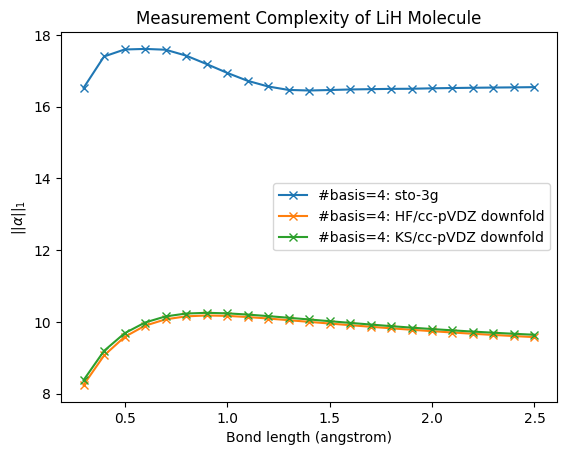 Measurement Complexity of LiH Molecule
18
16
14
12
10
8
||α||₁
#basis=4: sto-3g
#basis=4: HF/cc-pVDZ downfold
#basis=4: KS/cc-pVDZ downfold
0.5 1.0 1.5 2.0 2.5
Bond length (angstrom)